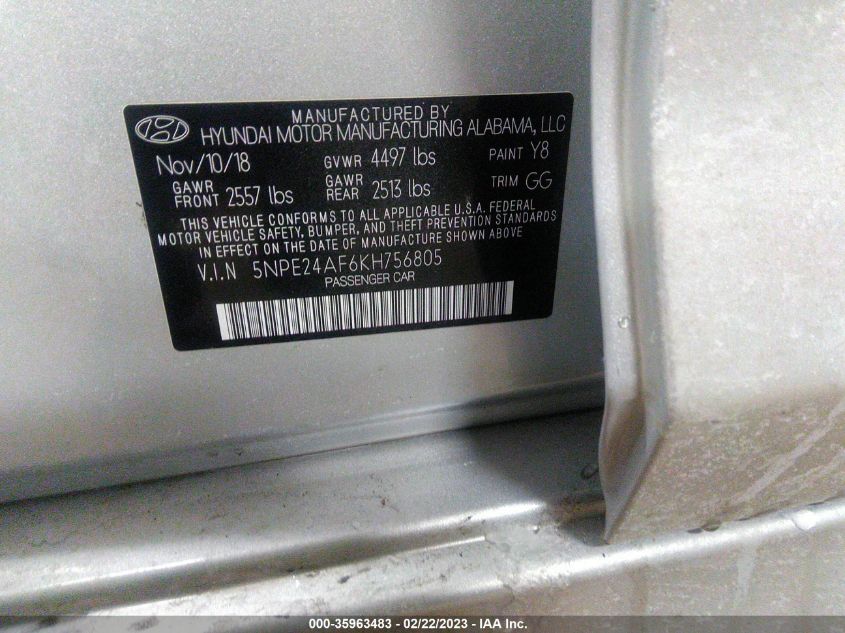 MANUFACTURED BY
HYUNDAI MOTOR MANUFACTURING ALABAMA, LLC
Nov/10/18 GVWR 4497 lbs PAINT Y8
GAWR FRONT 2557 lbs GAWR REAR 2513 lbs TRIM GG
THIS VEHICLE CONFORMS TO ALL APPLICABLE U.S.A. FEDERAL
MOTOR VEHICLE SAFETY, BUMPER, AND THEFT PREVENTION STANDARDS
IN EFFECT ON THE DATE OF MANUFACTURE SHOWN ABOVE
V.I.N 5NPE24AF6KH756805
PASSENGER CAR
000-35963483 - 02/22/2023 - IAA Inc.